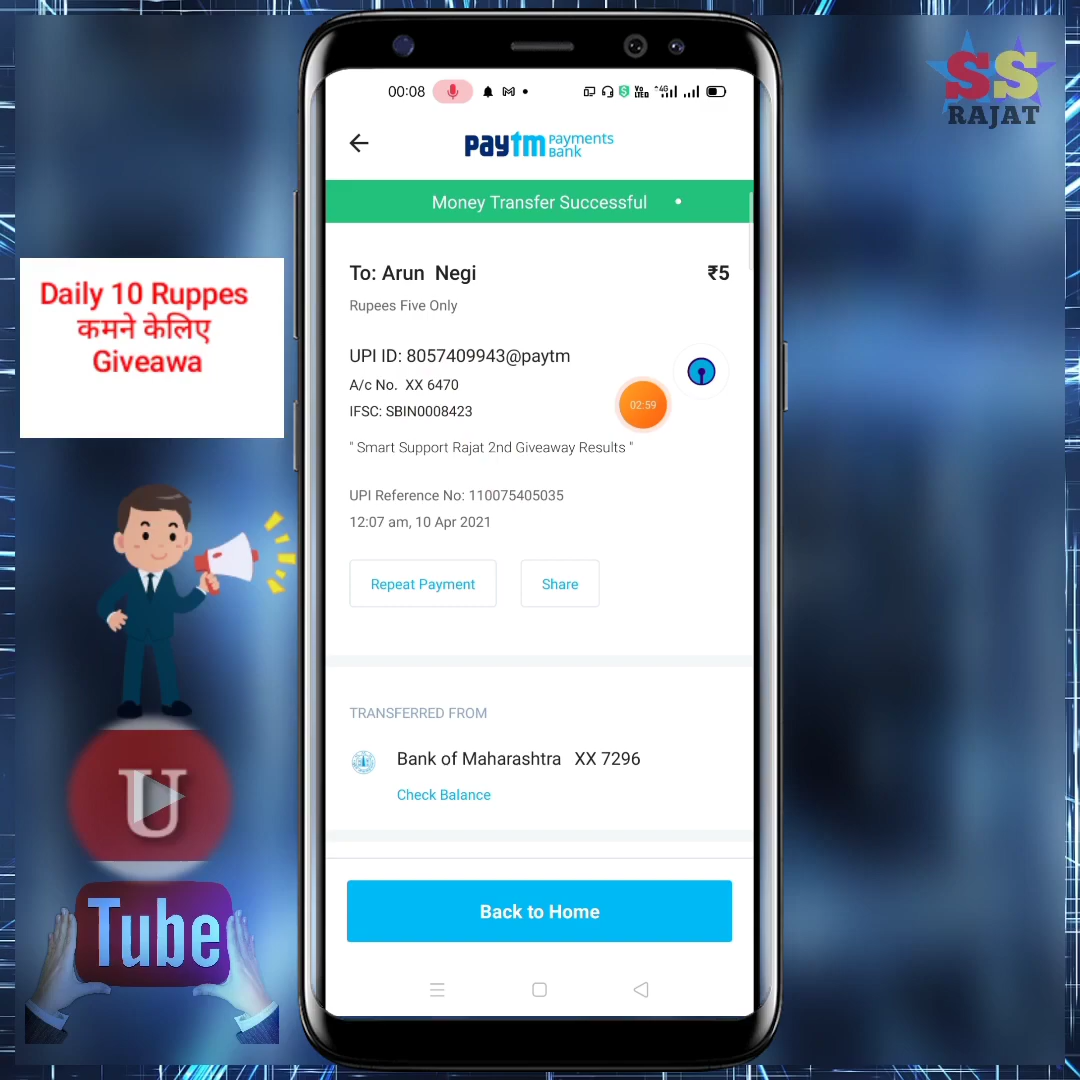 SS
RAJAT
00:08
4G
paytm Payments Bank
Money Transfer Successful
To: Arun Negi ₹5
Rupees Five Only
UPI ID: 8057409943@paytm
A/c No. XX 6470
02:59
IFSC: SBIN0008423
" Smart Support Rajat 2nd Giveaway Results "
UPI Reference No: 110075405035
12:07 am, 10 Apr 2021
Repeat Payment Share
TRANSFERRED FROM
Bank of Maharashtra XX 7296
Check Balance
Back to Home
Daily 10 Ruppes
कमने केलिए
Giveawa
U
Tube